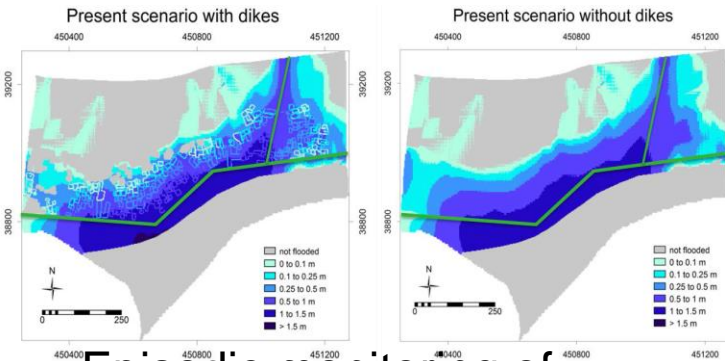 Present scenario with dikes
450400 450800 451200
39200
38800
not flooded
0 to 0.1 m
0.1 to 0.25 m
0.25 to 0.5 m
0.5 to 1 m
1 to 1.5 m
> 1.5 m
N
0 250
450400 450800 451200
Present scenario without dikes
450400 450800 451200
39200
38800
not flooded
0 to 0.1 m
0.1 to 0.25 m
0.25 to 0.5 m
0.5 to 1 m
1 to 1.5 m
> 1.5 m
N
0 250
450800 451200